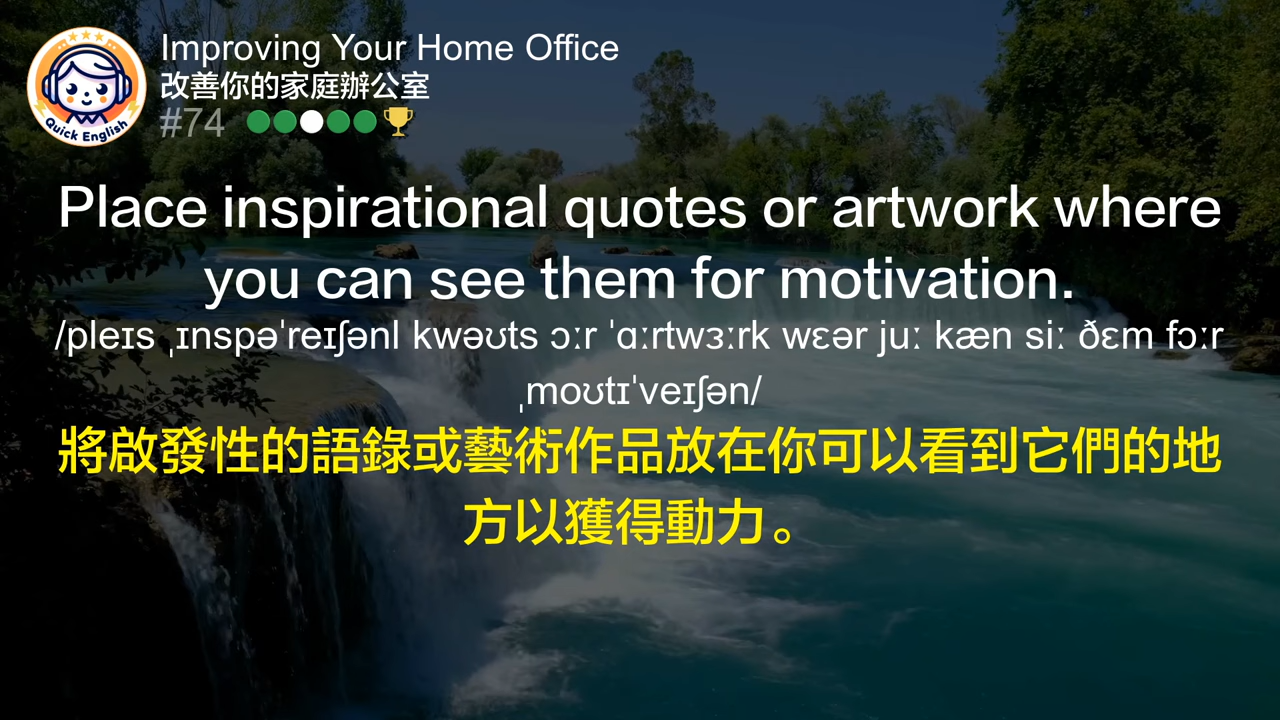 Quick English
Improving Your Home Office
改善你的家庭辦公室
#74
Place inspirational quotes or artwork where
you can see them for motivation.
/pleɪs ˌɪnspəˈreɪʃənl kwəʊts ɔːr ˈɑːrtwɜːrk wɛər juː kæn siː ðɛm fɔːr
ˌmoʊtɪˈveɪʃən/
將啟發性的語錄或藝術作品放在你可以看到它們的地
方以獲得動力。